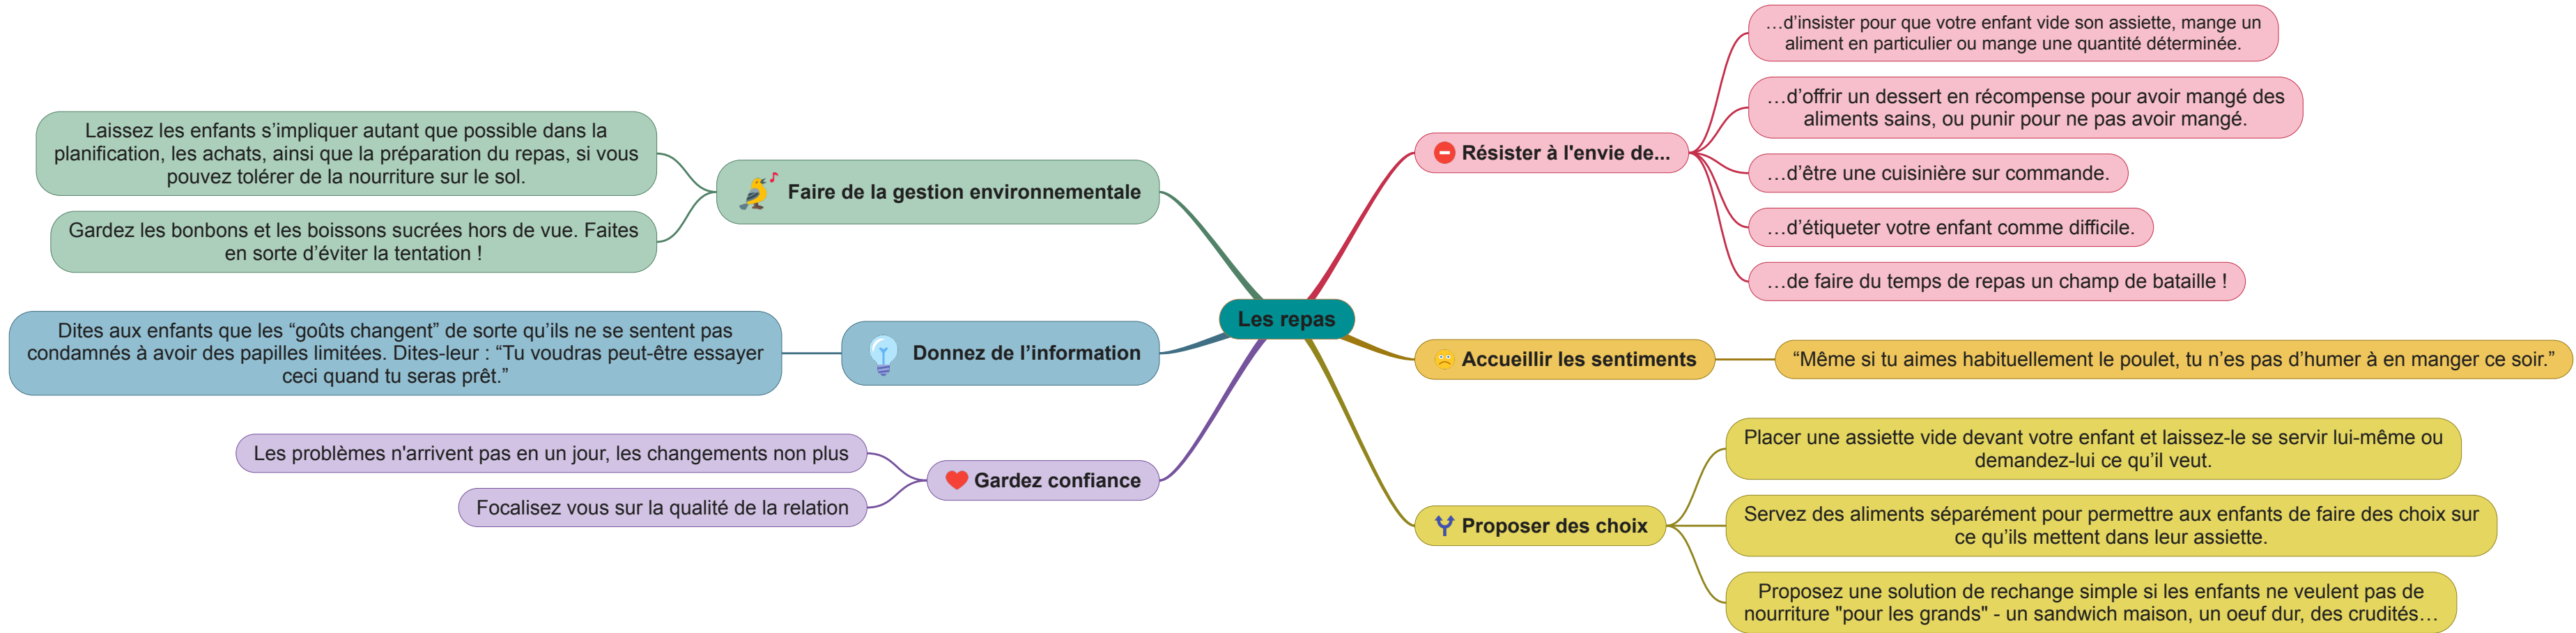 Les repas
Résister à l'envie de...
…d’insister pour que votre enfant vide son assiette, mange un
aliment en particulier ou mange une quantité déterminée.
…d’offrir un dessert en récompense pour avoir mangé des
aliments sains, ou punir pour ne pas avoir mangé.
…d’être une cuisinière sur commande.
…d’étiqueter votre enfant comme difficile.
…de faire du temps de repas un champ de bataille !
Accueillir les sentiments
“Même si tu aimes habituellement le poulet, tu n’es pas d’humer à en manger ce soir.”
Proposer des choix
Placer une assiette vide devant votre enfant et laissez-le se servir lui-même ou
demandez-lui ce qu’il veut.
Servez des aliments séparément pour permettre aux enfants de faire des choix sur
ce qu’ils mettent dans leur assiette.
Proposez une solution de rechange simple si les enfants ne veulent pas de
nourriture "pour les grands" - un sandwich maison, un oeuf dur, des crudités…
Faire de la gestion environnementale
Laissez les enfants s’impliquer autant que possible dans la
planification, les achats, ainsi que la préparation du repas, si vous
pouvez tolérer de la nourriture sur le sol.
Gardez les bonbons et les boissons sucrées hors de vue. Faites
en sorte d’éviter la tentation !
Donnez de l’information
Dites aux enfants que les “goûts changent” de sorte qu’ils ne se sentent pas
condamnés à avoir des papilles limitées. Dites-leur : “Tu voudras peut-être essayer
ceci quand tu seras prêt.”
Gardez confiance
Les problèmes n'arrivent pas en un jour, les changements non plus
Focalisez vous sur la qualité de la relation